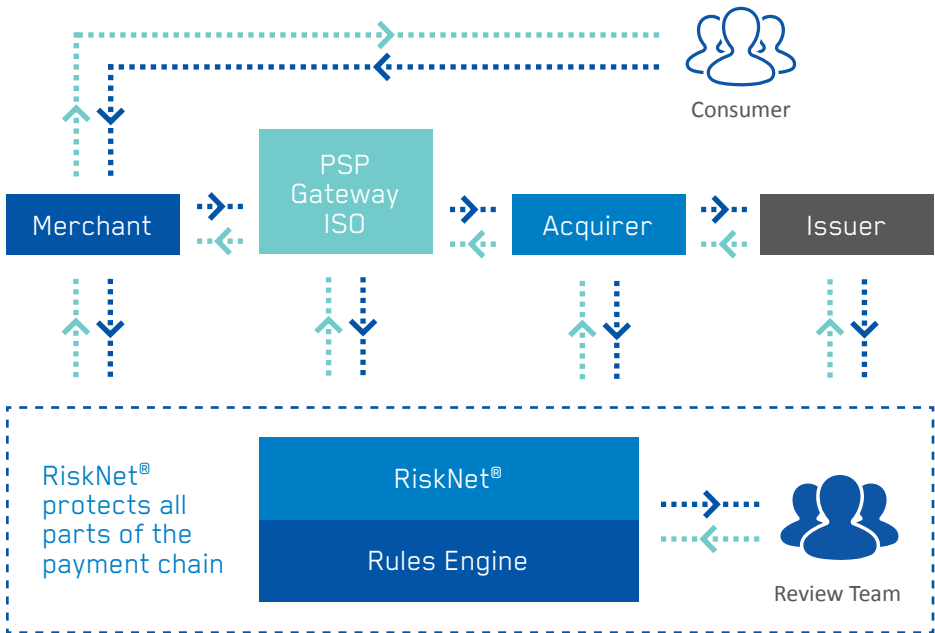 Consumer
PSP
Gateway
ISO
Merchant
Acquirer
Issuer
RiskNet®
protects all
parts of the
payment chain
RiskNet®
Rules Engine
Review Team